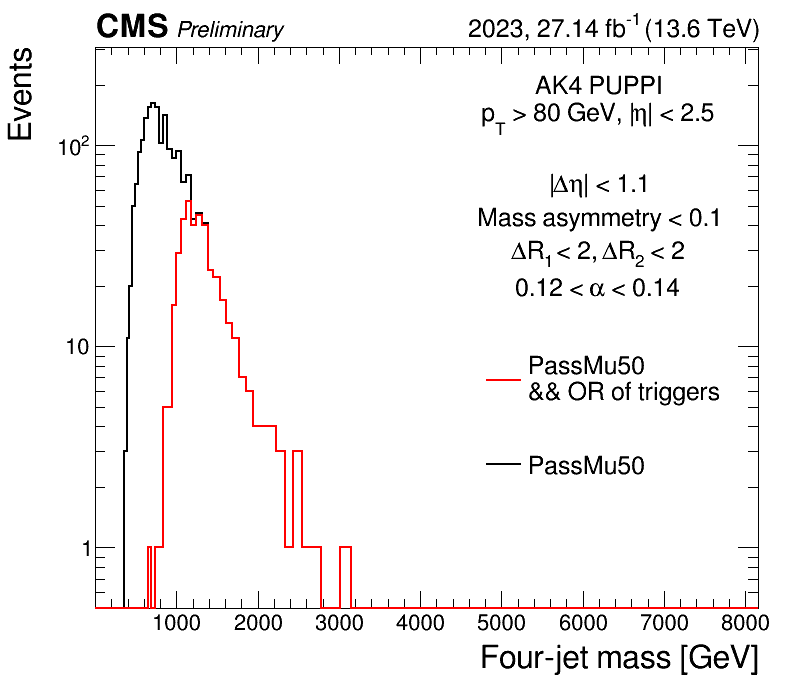 CMS Preliminary 2023, 27.14 fb⁻¹ (13.6 TeV)
Events
AK4 PUPPI
p_T > 80 GeV, |η| < 2.5
|Δη| < 1.1
Mass asymmetry < 0.1
ΔR₁ < 2, ΔR₂ < 2
0.12 < α < 0.14
PassMu50
&& OR of triggers
PassMu50
10²
10
1
1000 2000 3000 4000 5000 6000 7000 8000
Four-jet mass [GeV]